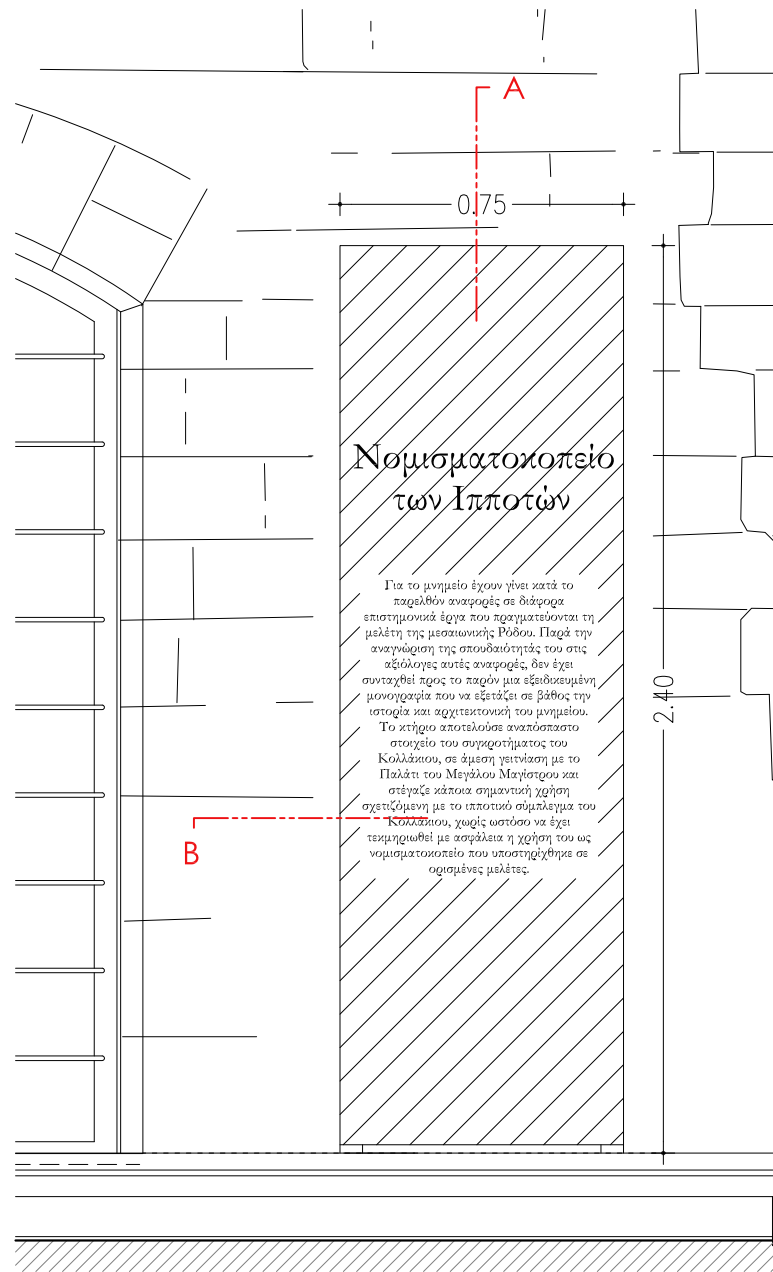 A
0.75
Νομισματοκοπείο
των Ιπποτών
Για το μνημείο έχουν γίνει κατά το
παρελθόν αναφορές σε διάφορα
επιστημονικά έργα που πραγματεύονται τη
μελέτη της μεσαιωνικής Ρόδου. Παρά την
αναγνώριση της σπουδαιότητάς του στις
αξιόλογες αυτές αναφορές, δεν έχει
συνταχθεί προς το παρόν μια εξειδικευμένη
μονογραφία που να εξετάζει σε βάθος την
ιστορία και αρχιτεκτονική του μνημείου.
Το κτήριο αποτελούσε αναπόσπαστο
στοιχείο του συγκροτήματος του
Κολλάκιου, σε άμεση γειτνίαση με το
Παλάτι του Μεγάλου Μαγίστρου και
στέγαζε κάποια σημαντική χρήση
σχετιζόμενη με το ιπποτικό σύμπλεγμα του
Κολλάκιου, χωρίς ωστόσο να έχει
τεκμηριωθεί με ασφάλεια η χρήση του ως
νομισματοκοπείο που υποστηρίχθηκε σε
ορισμένες μελέτες.
2.40
B